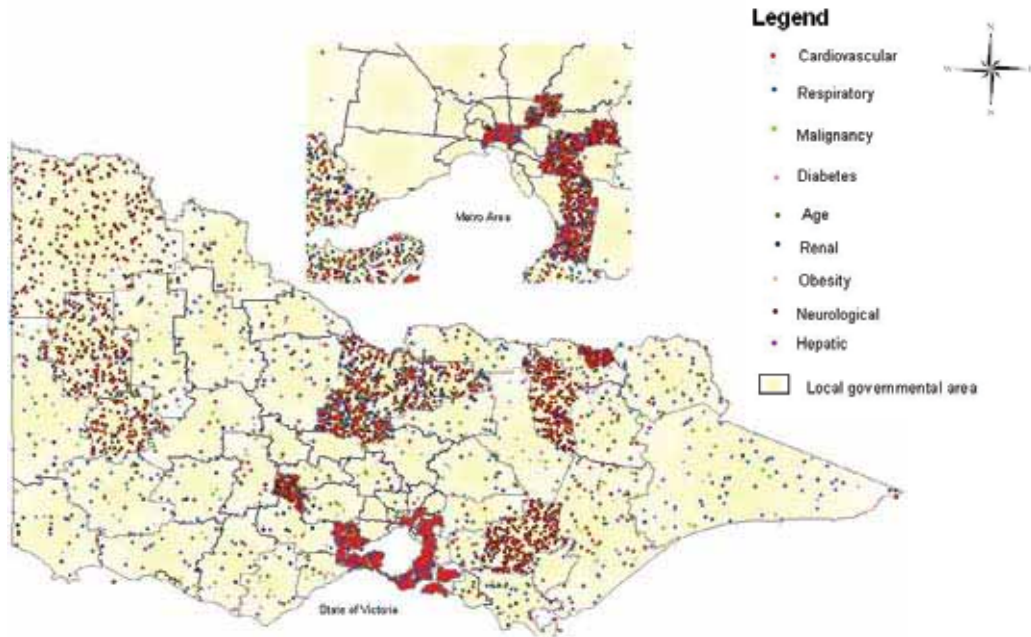 Legend
Cardiovascular
Respiratory
Malignancy
Diabetes
Age
Renal
Obesity
Neurological
Hepatic
Local governmental area
N
W
S
Metro Area
State of Victoria